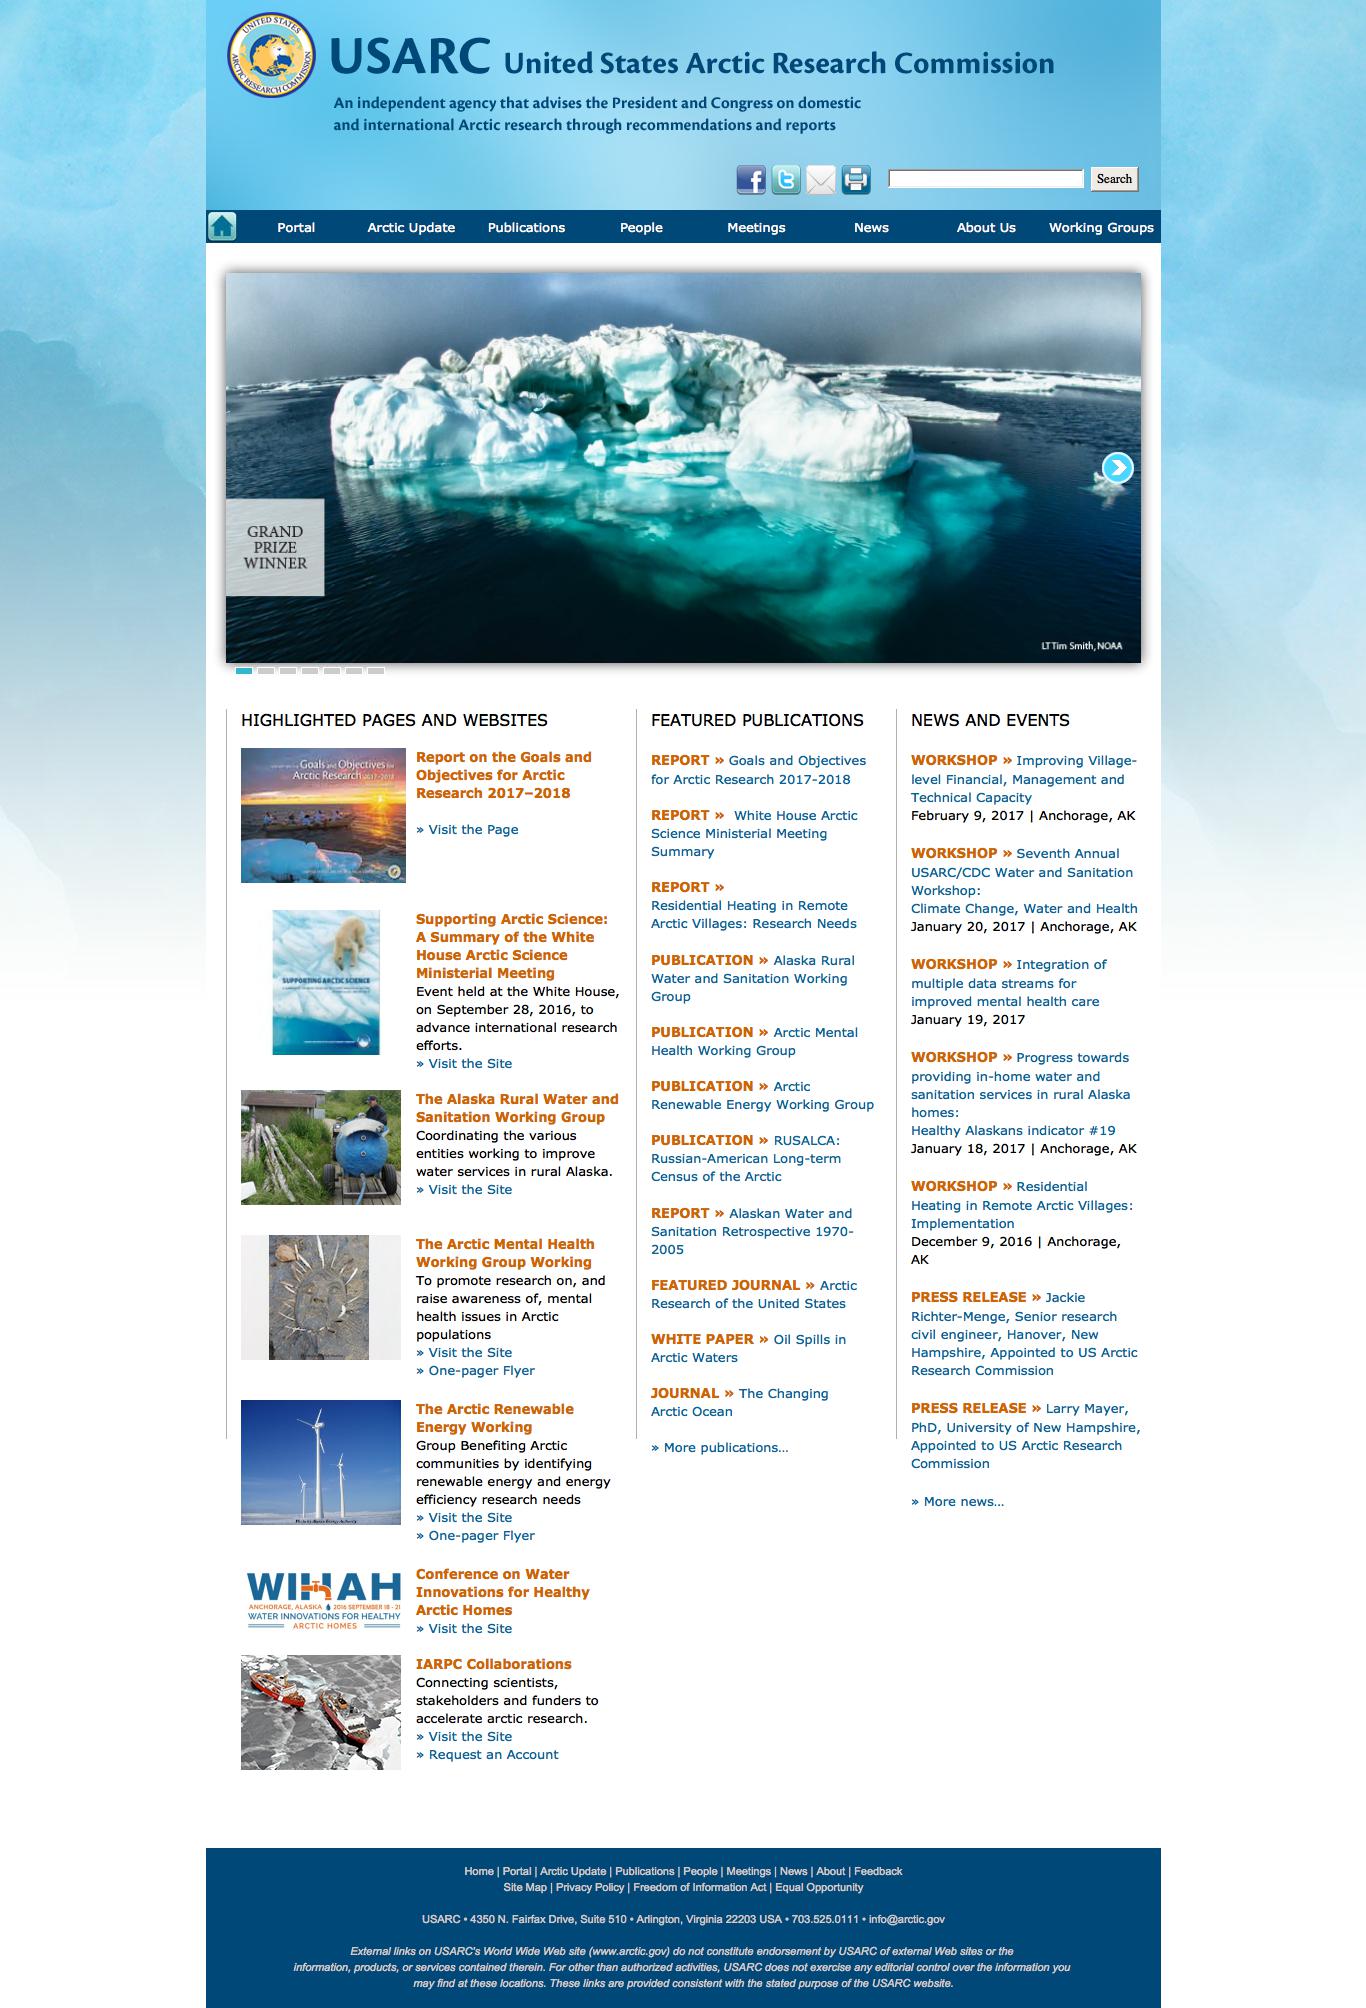 UNITED STATES
ARCTIC RESEARCH COMMISSION
USARC United States Arctic Research Commission
An independent agency that advises the President and Congress on domestic
and international Arctic research through recommendations and reports
Search
Portal Arctic Update Publications People Meetings News About Us Working Groups
GRAND
PRIZE
WINNER
LT Tim Smith, NOAA
HIGHLIGHTED PAGES AND WEBSITES
Goals and Objectives for
Arctic Research 2017-2018
Report on the Goals and
Objectives for Arctic
Research 2017–2018
» Visit the Page
SUPPORTING ARCTIC SCIENCE
Supporting Arctic Science:
A Summary of the White
House Arctic Science
Ministerial Meeting
Event held at the White House,
on September 28, 2016, to
advance international research
efforts.
» Visit the Site
The Alaska Rural Water and
Sanitation Working Group
Coordinating the various
entities working to improve
water services in rural Alaska.
» Visit the Site
The Arctic Mental Health
Working Group Working
To promote research on, and
raise awareness of, mental
health issues in Arctic
populations
» Visit the Site
» One-pager Flyer
The Arctic Renewable
Energy Working
Group Benefiting Arctic
communities by identifying
renewable energy and energy
efficiency research needs
» Visit the Site
» One-pager Flyer
WIHAH
ANCHORAGE, ALASKA 2016 SEPTEMBER 18 - 21
WATER INNOVATIONS FOR HEALTHY
ARCTIC HOMES
Conference on Water
Innovations for Healthy
Arctic Homes
» Visit the Site
IARPC Collaborations
Connecting scientists,
stakeholders and funders to
accelerate arctic research.
» Visit the Site
» Request an Account
FEATURED PUBLICATIONS
REPORT » Goals and Objectives
for Arctic Research 2017-2018
REPORT » White House Arctic
Science Ministerial Meeting
Summary
REPORT »
Residential Heating in Remote
Arctic Villages: Research Needs
PUBLICATION » Alaska Rural
Water and Sanitation Working
Group
PUBLICATION » Arctic Mental
Health Working Group
PUBLICATION » Arctic
Renewable Energy Working Group
PUBLICATION » RUSALCA:
Russian-American Long-term
Census of the Arctic
REPORT » Alaskan Water and
Sanitation Retrospective 1970-
2005
FEATURED JOURNAL » Arctic
Research of the United States
WHITE PAPER » Oil Spills in
Arctic Waters
JOURNAL » The Changing
Arctic Ocean
» More publications...
NEWS AND EVENTS
WORKSHOP » Improving Village-
level Financial, Management and
Technical Capacity
February 9, 2017 | Anchorage, AK
WORKSHOP » Seventh Annual
USARC/CDC Water and Sanitation
Workshop:
Climate Change, Water and Health
January 20, 2017 | Anchorage, AK
WORKSHOP » Integration of
multiple data streams for
improved mental health care
January 19, 2017
WORKSHOP » Progress towards
providing in-home water and
sanitation services in rural Alaska
homes:
Healthy Alaskans indicator #19
January 18, 2017 | Anchorage, AK
WORKSHOP » Residential
Heating in Remote Arctic Villages:
Implementation
December 9, 2016 | Anchorage,
AK
PRESS RELEASE » Jackie
Richter-Menge, Senior research
civil engineer, Hanover, New
Hampshire, Appointed to US Arctic
Research Commission
PRESS RELEASE » Larry Mayer,
PhD, University of New Hampshire,
Appointed to US Arctic Research
Commission
» More news...
Home | Portal | Arctic Update | Publications | People | Meetings | News | About | Feedback
Site Map | Privacy Policy | Freedom of Information Act | Equal Opportunity
USARC • 4350 N. Fairfax Drive, Suite 510 • Arlington, Virginia 22203 USA • 703.525.0111 • info@arctic.gov
External links on USARC's World Wide Web site (www.arctic.gov) do not constitute endorsement by USARC of external Web sites or the
information, products, or services contained therein. For other than authorized activities, USARC does not exercise any editorial control over the information you
may find at these locations. These links are provided consistent with the stated purpose of the USARC website.